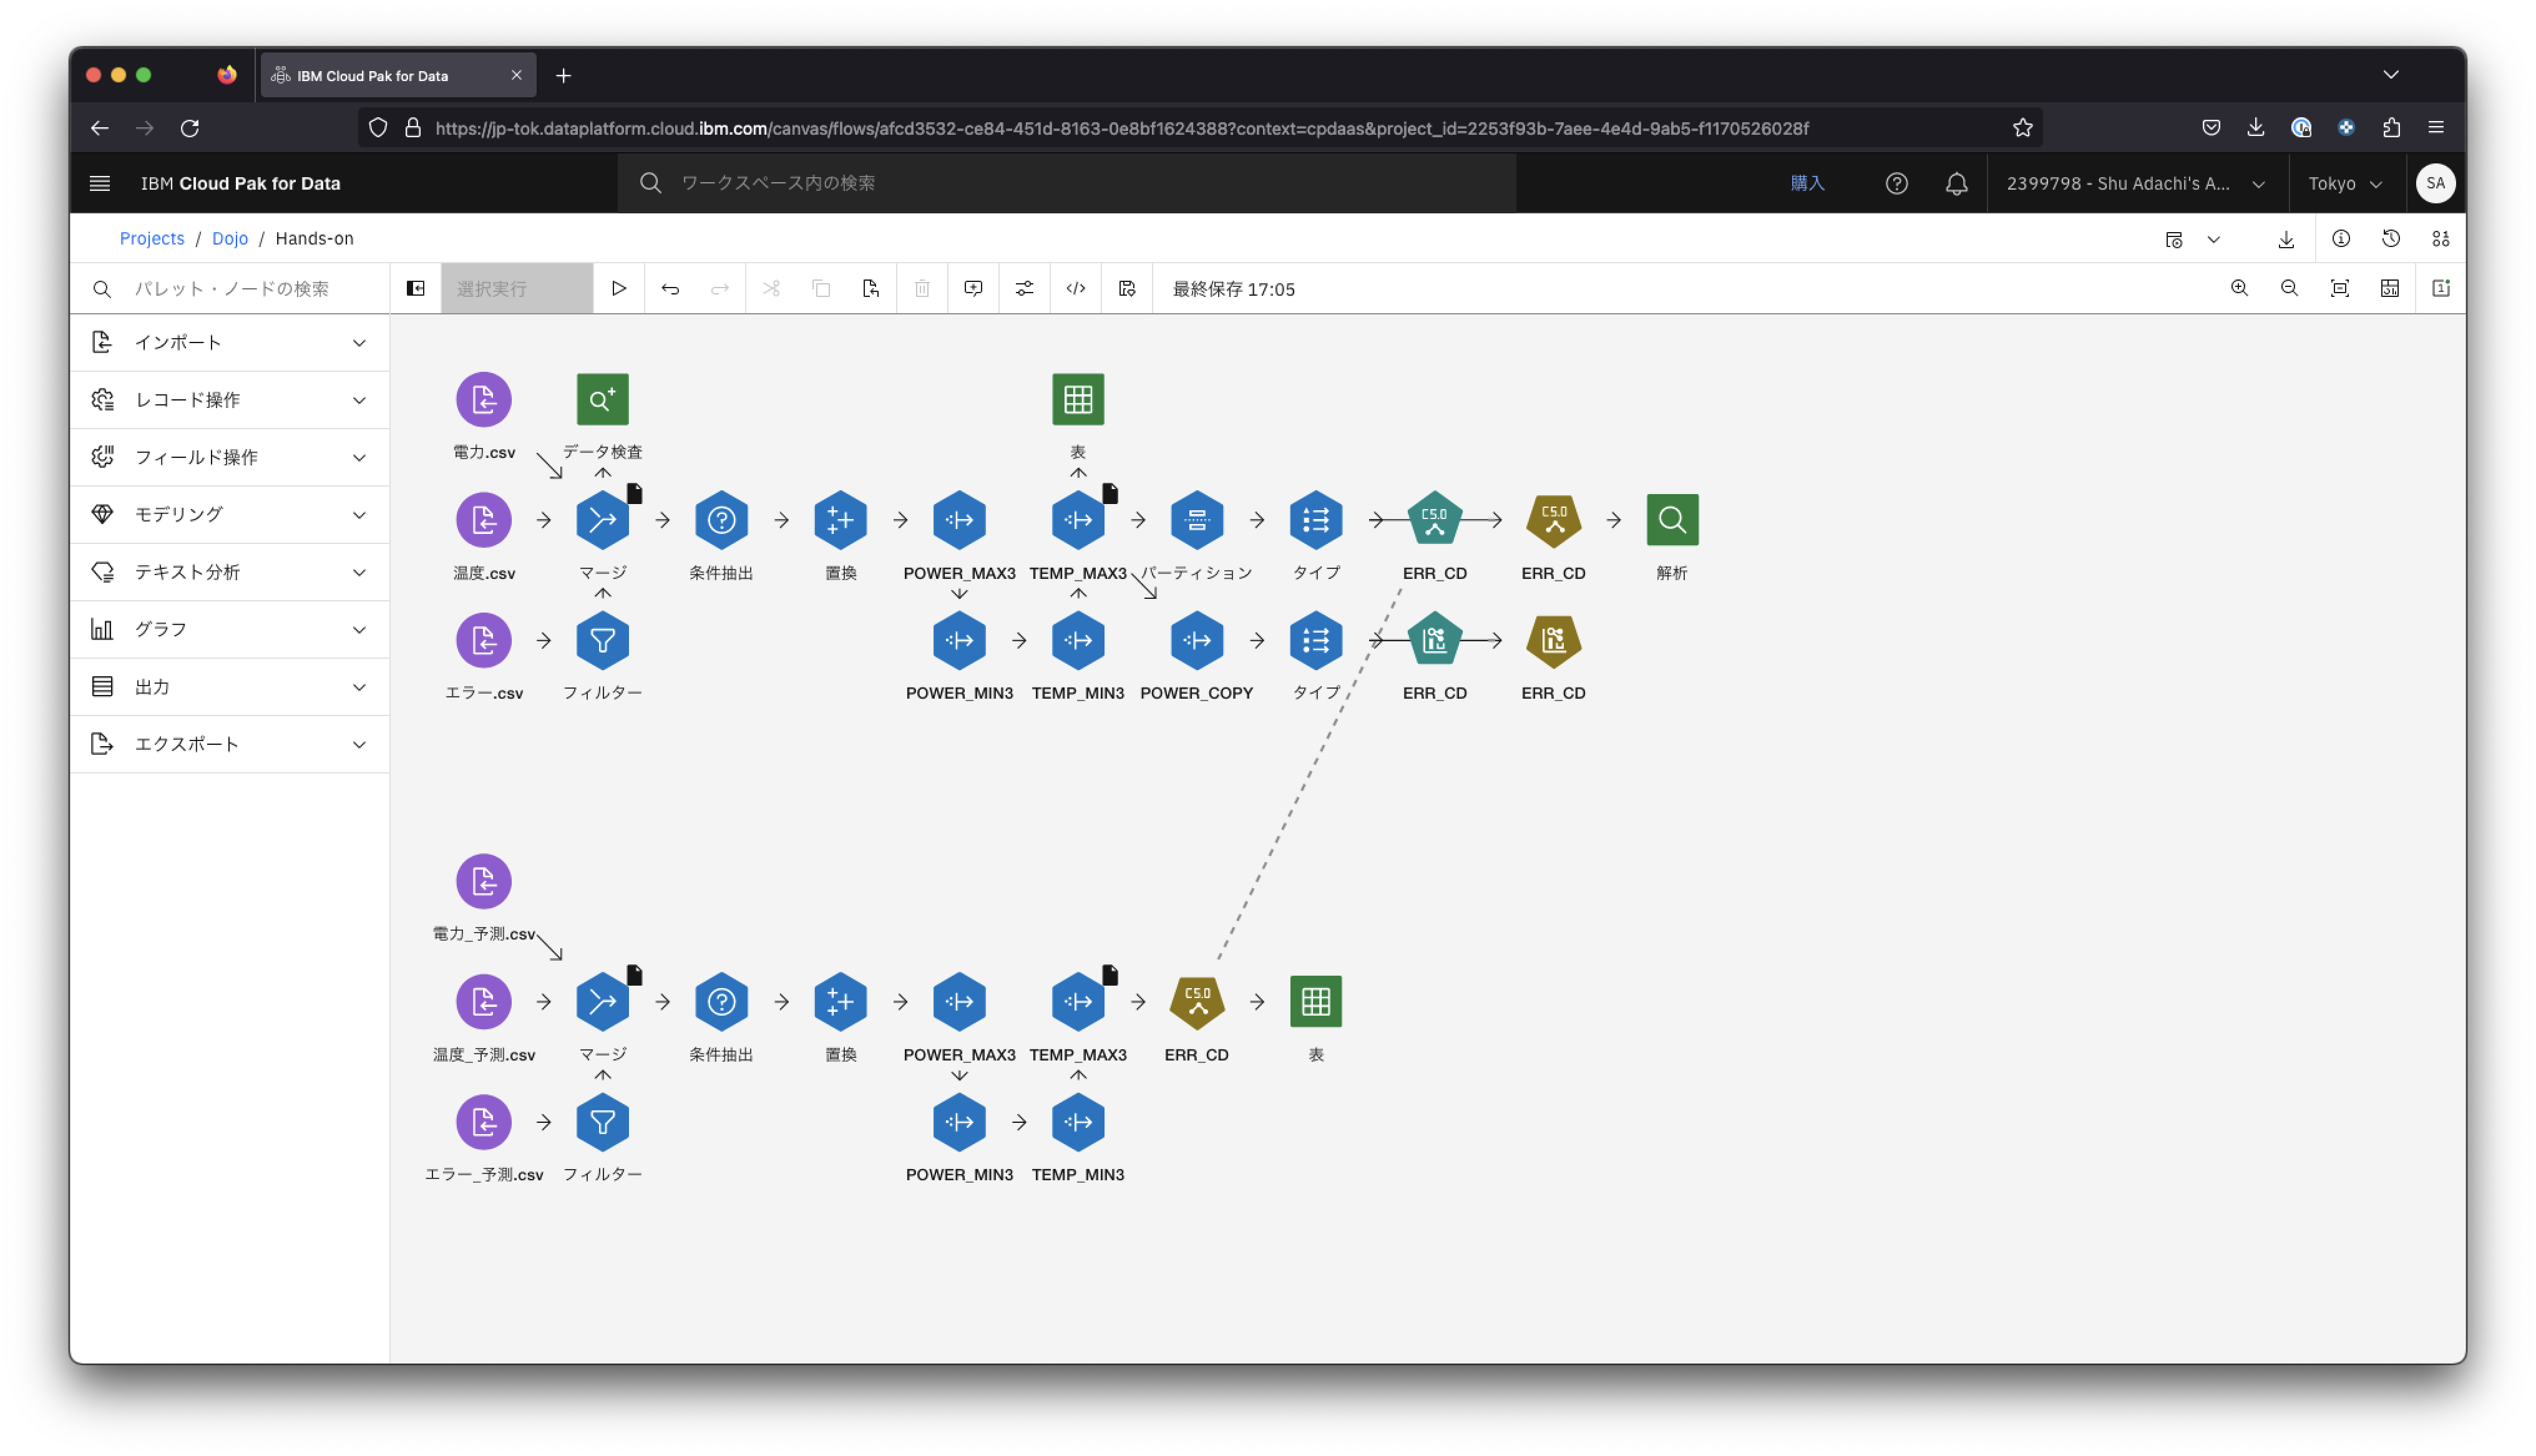 IBM Cloud Pak for Data
https://jp-tok.dataplatform.cloud.ibm.com/canvas/flows/afcd3532-ce84-451d-8163-0e8bf1624388?context=cpdaas&project_id=2253f93b-7aee-4e4d-9ab5-f1170526028f
IBM Cloud Pak for Data
ワークスペース内の検索
購入
2399798 - Shu Adachi's A...
Tokyo
SA
Projects / Dojo / Hands-on
パレット・ノードの検索
選択実行
最終保存 17:05
インポート
レコード操作
フィールド操作
モデリング
テキスト分析
グラフ
出力
エクスポート
電力.csv データ検査 表
C5.0 C5.0
温度.csv マージ 条件抽出 置換 POWER_MAX3 TEMP_MAX3 パーティション タイプ ERR_CD ERR_CD 解析
エラー.csv フィルター POWER_MIN3 TEMP_MIN3 POWER_COPY タイプ ERR_CD ERR_CD
電力_予測.csv
C5.0
温度_予測.csv マージ 条件抽出 置換 POWER_MAX3 TEMP_MAX3 ERR_CD 表
エラー_予測.csv フィルター POWER_MIN3 TEMP_MIN3